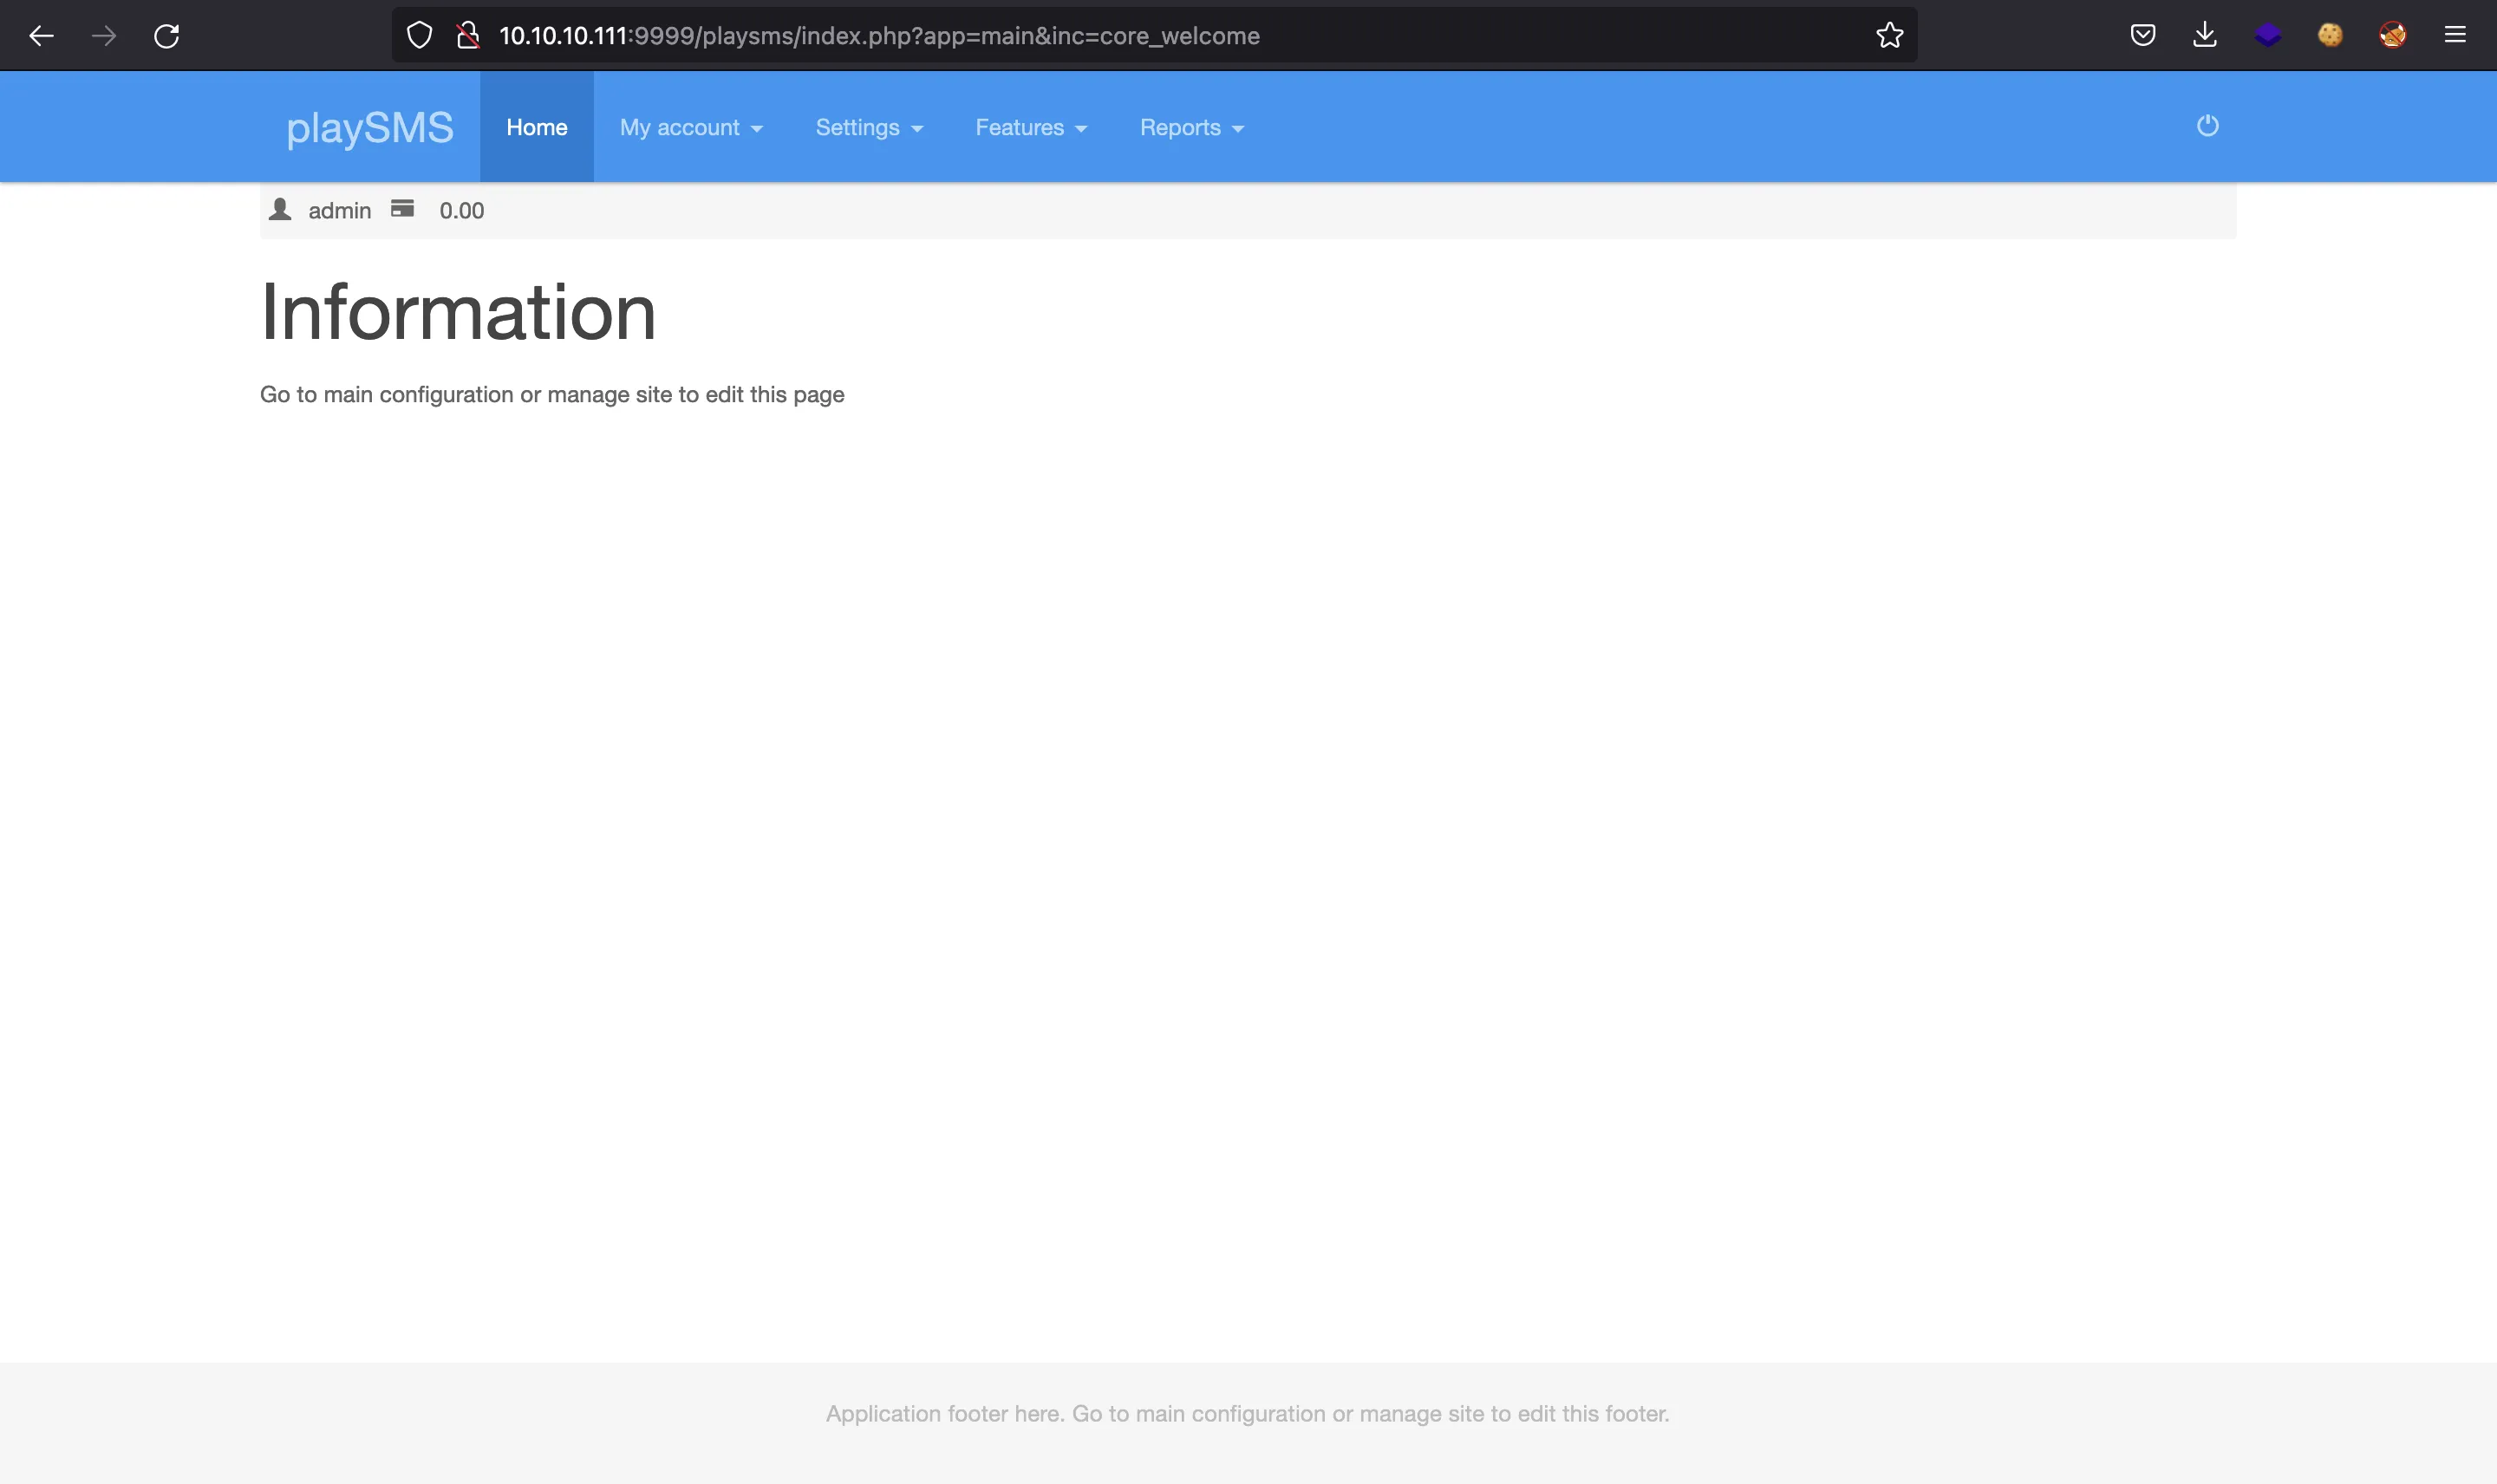 10.10.10.111:9999/playsms/index.php?app=main&inc=core_welcome
playSMS Home My account Settings Features Reports
admin 0.00
Information
Go to main configuration or manage site to edit this page
Application footer here. Go to main configuration or manage site to edit this footer.